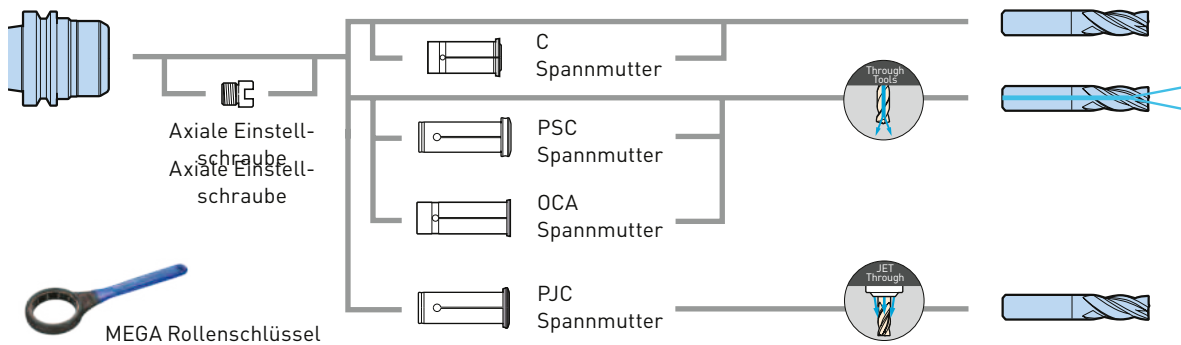 C
Spannmutter
Through
Tools
Axiale Einstell-
schraube
Axiale Einstell-
schraube
PSC
Spannmutter
OCA
Spannmutter
JET
Through
PJC
Spannmutter
MEGA Rollenschlüssel